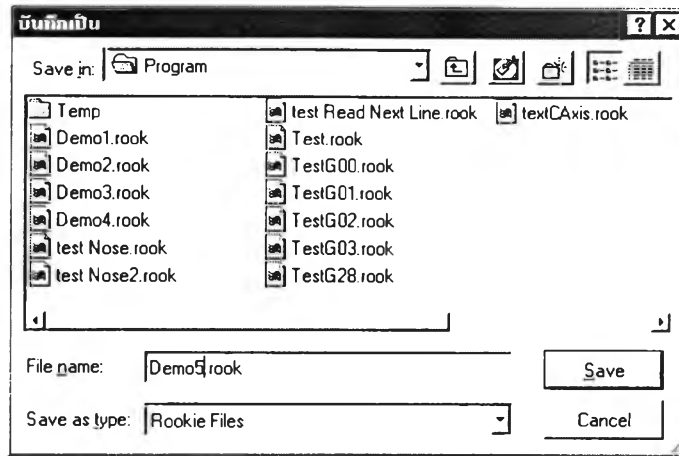 บันทึกเป็น
Save in: Program
Temp
Demo1.rook
Demo2.rook
Demo3.rook
Demo4.rook
test Nose.rook
test Nose2.rook
test Read Next Line.rook
Test.rook
TestG00.rook
TestG01.rook
TestG02.rook
TestG03.rook
TestG28.rook
textCAxis.rook
File name: Demo5.rook
Save
Save as type: Rookie Files
Cancel